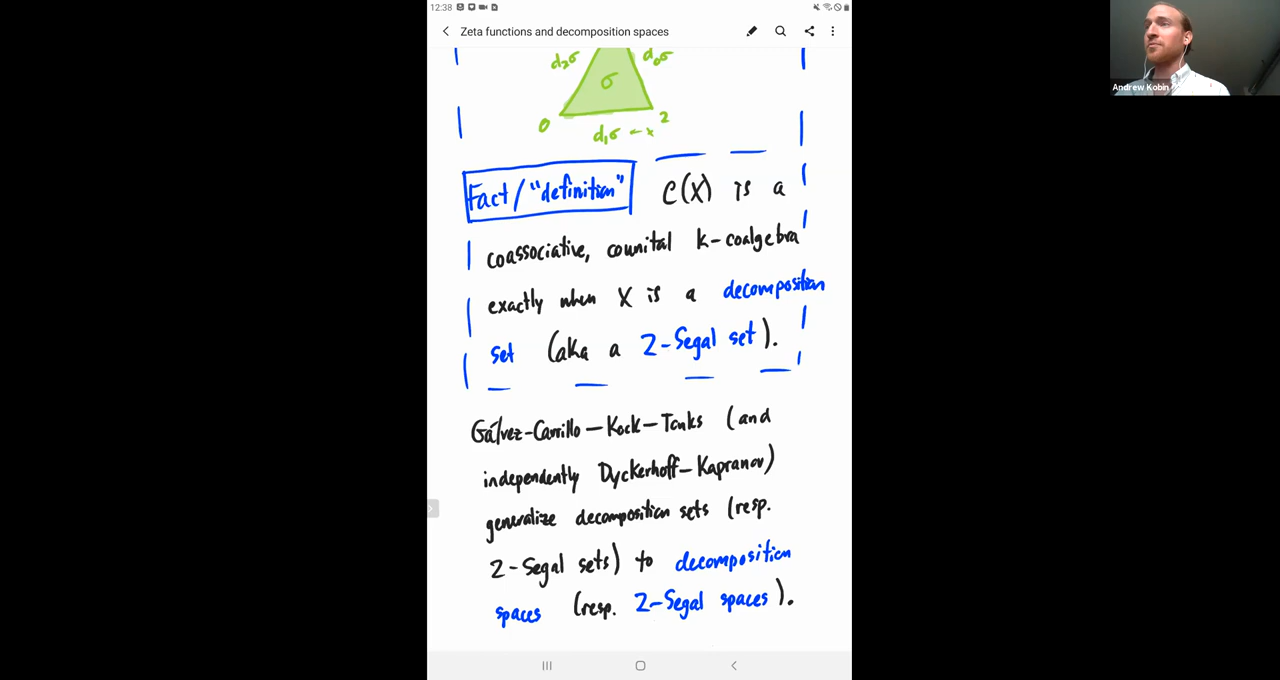 12:38
Zeta functions and decomposition spaces
Andrew Kobin
d₂σ
d₀σ
σ
0
2
d₁σ ← x
Fact/"definition" C(X) is a
coassociative, counital k-coalgebra
exactly when X is a decomposition
set (aka a 2-Segal set).
Gálvez-Carrillo–Kock–Tonks (and
independently Dyckerhoff–Kapranov)
generalize decomposition sets (resp.
2-Segal sets) to decomposition
spaces (resp. 2-Segal spaces).